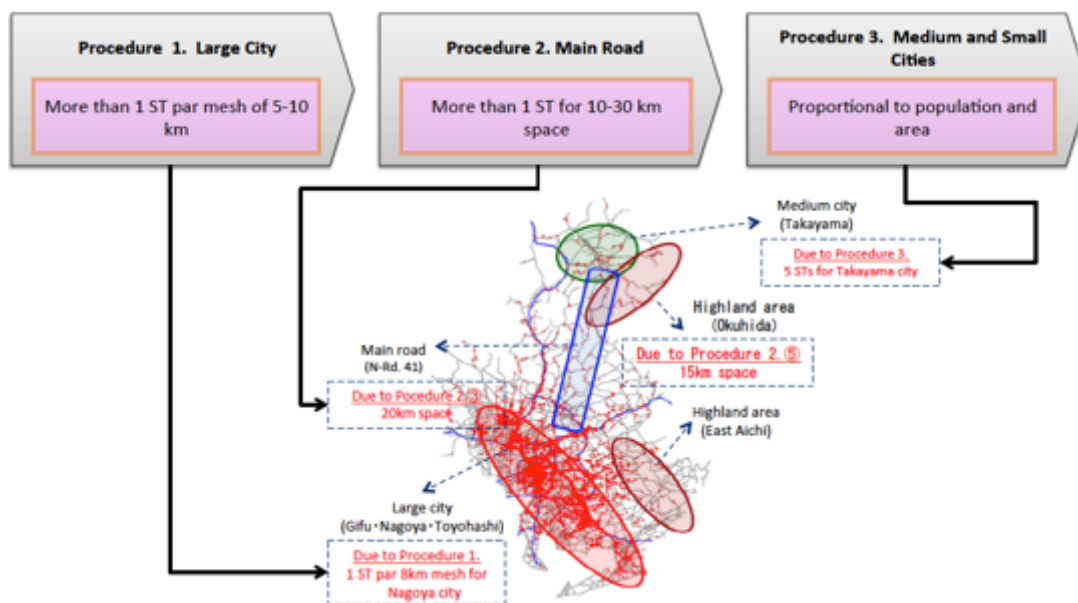 Procedure 1. Large City
More than 1 ST par mesh of 5-10
km
Procedure 2. Main Road
More than 1 ST for 10-30 km
space
Procedure 3. Medium and Small
Cities
Proportional to population and
area
Medium city
(Takayama)
Due to Procedure 3.
5 STs for Takayama city
Highland area
(Okuhida)
Due to Procedure 2. ⑤
15km space
Main road
(N-Rd. 41)
Due to Pocedure 2.
20km space
Highland area
(East Aichi)
Large city
(Gifu・Nagoya・Toyohashi)
Due to Procedure 1.
1 ST par 8km mesh for
Nagoya city